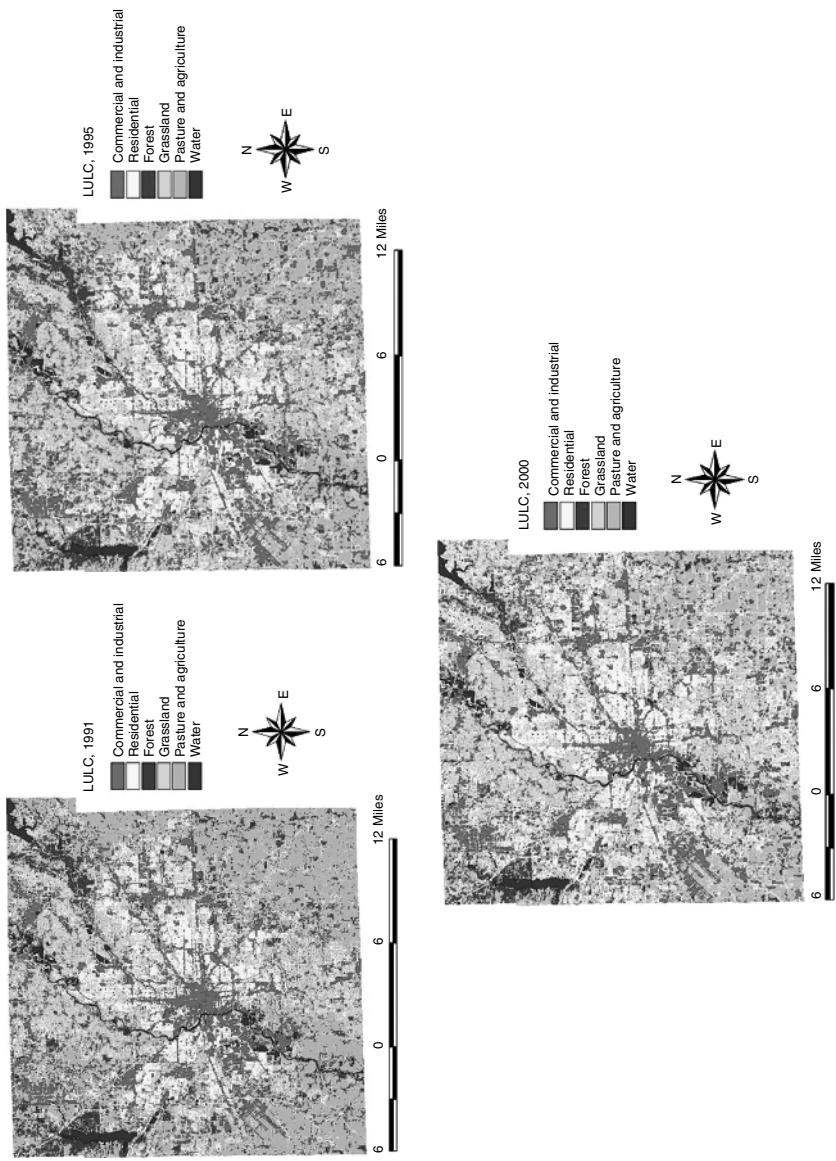 LULC, 1991
Commercial and industrial
Residential
Forest
Grassland
Pasture and agriculture
Water
N
W
E
S
6 0 6 12 Miles
LULC, 1995
Commercial and industrial
Residential
Forest
Grassland
Pasture and agriculture
Water
N
W
E
S
6 0 6 12 Miles
LULC, 2000
Commercial and industrial
Residential
Forest
Grassland
Pasture and agriculture
Water
N
W
E
S
6 0 6 12 Miles